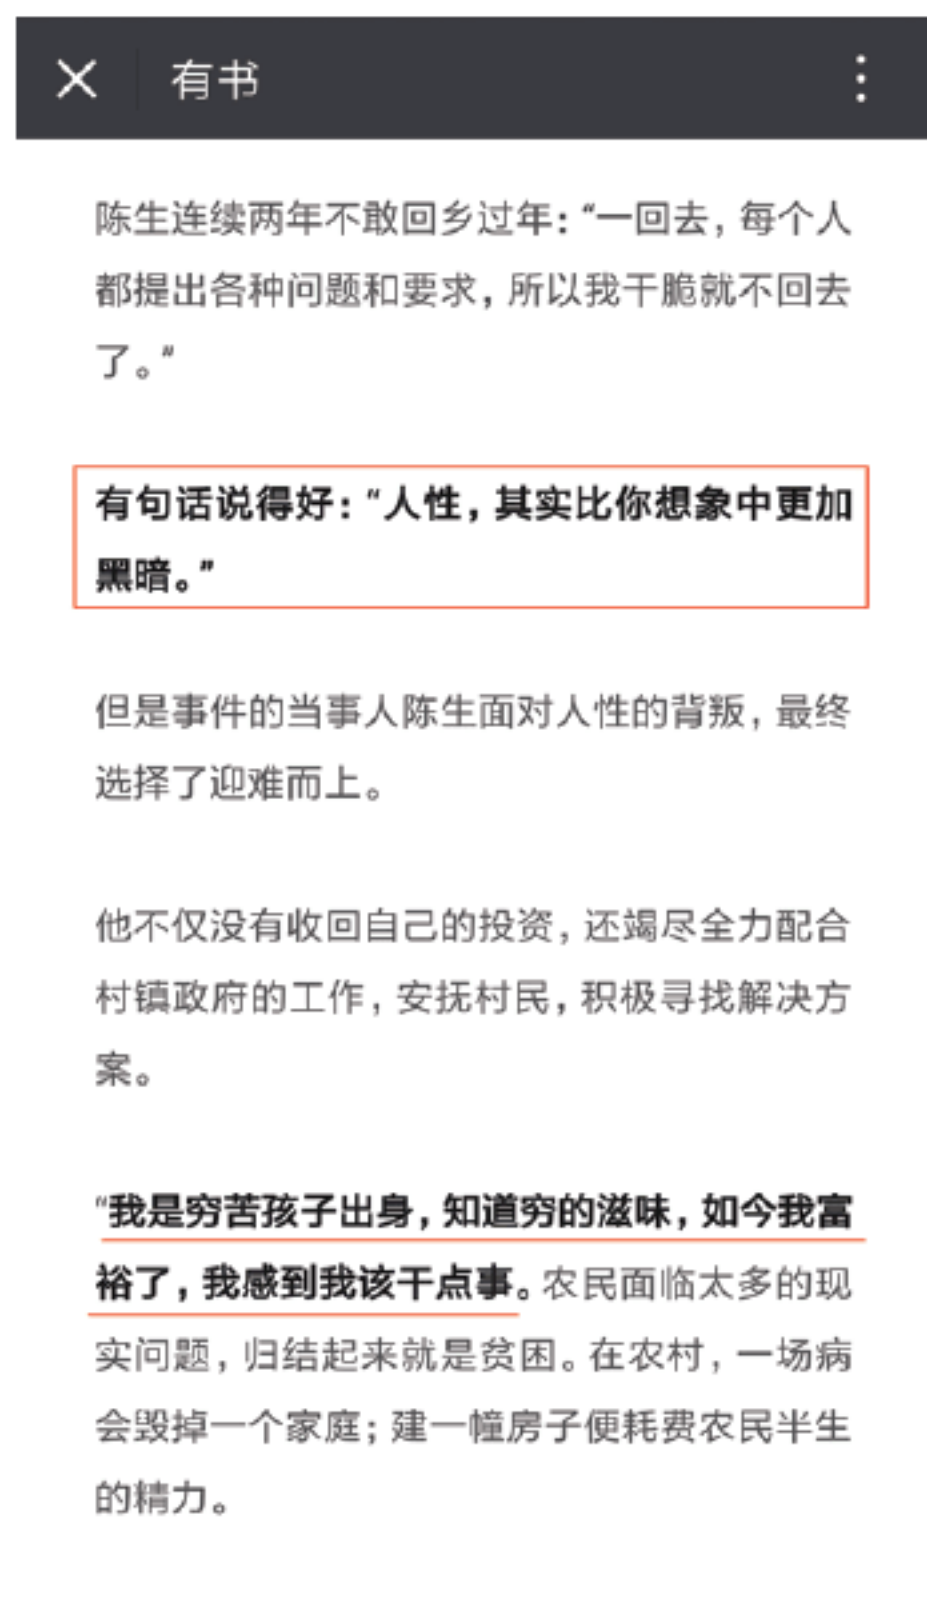 有书
陈生连续两年不敢回乡过年：“一回去，每个人
都提出各种问题和要求，所以我干脆就不回去
了。”
有句话说得好：“人性，其实比你想象中更加
黑暗。”
但是事件的当事人陈生面对人性的背叛，最终
选择了迎难而上。
他不仅没有收回自己的投资，还竭尽全力配合
村镇政府的工作，安抚村民，积极寻找解决方
案。
“我是穷苦孩子出身，知道穷的滋味，如今我富
裕了，我感到我该干点事。农民面临太多的现
实问题，归结起来就是贫困。在农村，一场病
会毁掉一个家庭；建一幢房子便耗费农民半生
的精力。